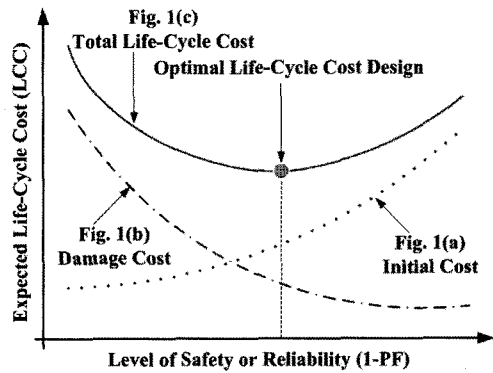 Fig. 1(c)
Total Life-Cycle Cost
Optimal Life-Cycle Cost Design
Fig. 1(b)
Damage Cost
Fig. 1(a)
Initial Cost
Expected Life-Cycle Cost (LCC)
Level of Safety or Reliability (1-PF)